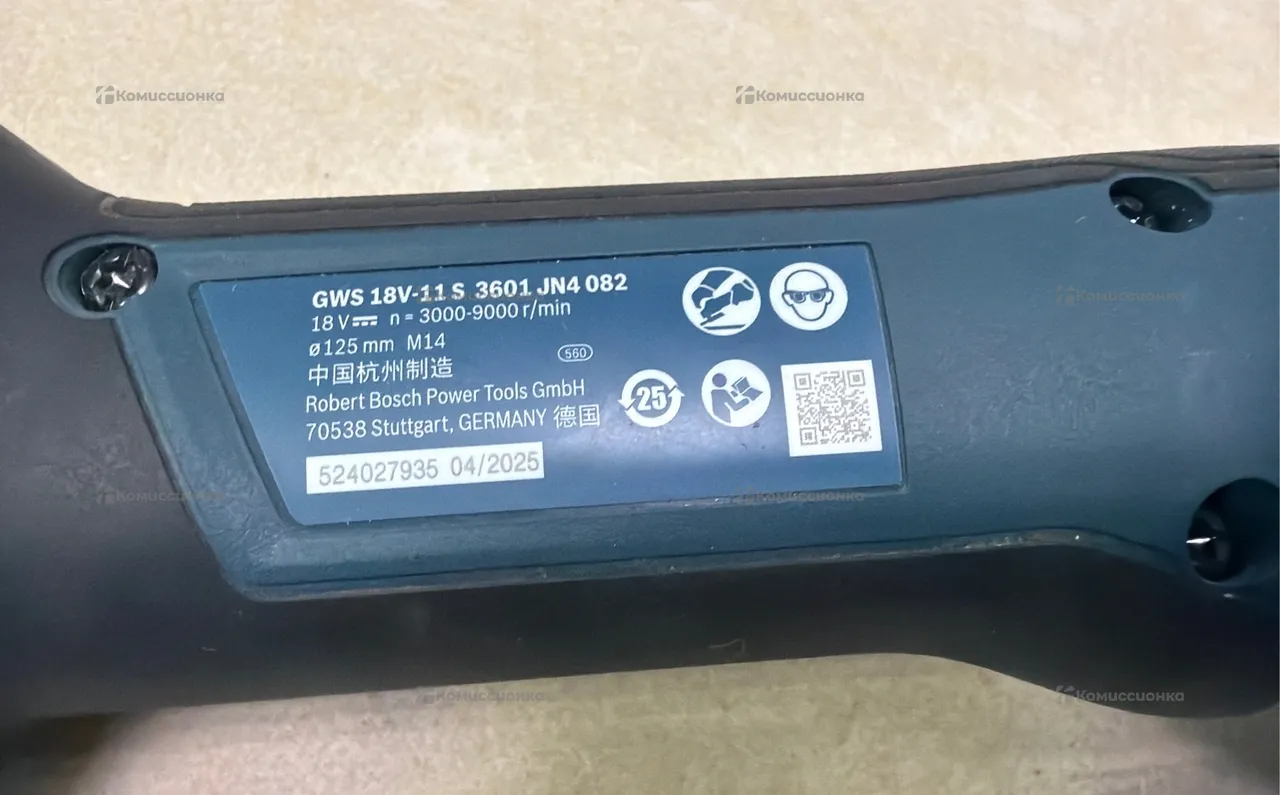 Комиссионка
Комиссионка
GWS 18V-11 S 3601 JN4 082
18 V n = 3000-9000 r/min
ø125 mm M14
560
中国杭州制造
Robert Bosch Power Tools GmbH
70538 Stuttgart, GERMANY 德国
25
524027935 04/2025
Комиссионка
Комиссионка
Комиссионка
Комиссионка
Комиссионка
Комиссионка